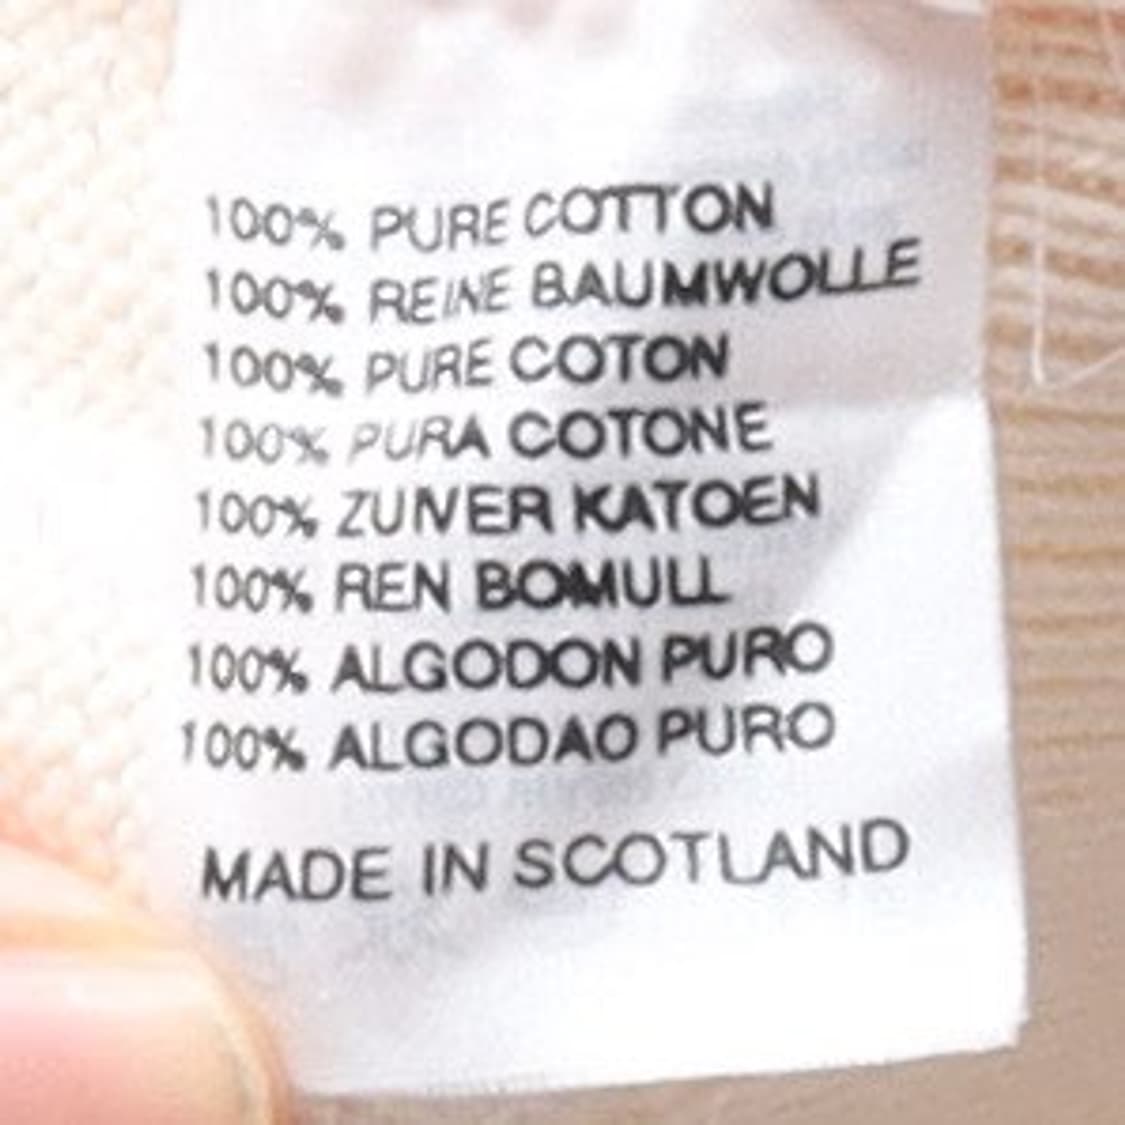 100% PURE COTTON
100% REINE BAUMWOLLE
100% PURE COTON
100% PURA COTONE
100% ZUIVER KATOEN
100% REN BOMULL
100% ALGODON PURO
100% ALGODAO PURO
MADE IN SCOTLAND